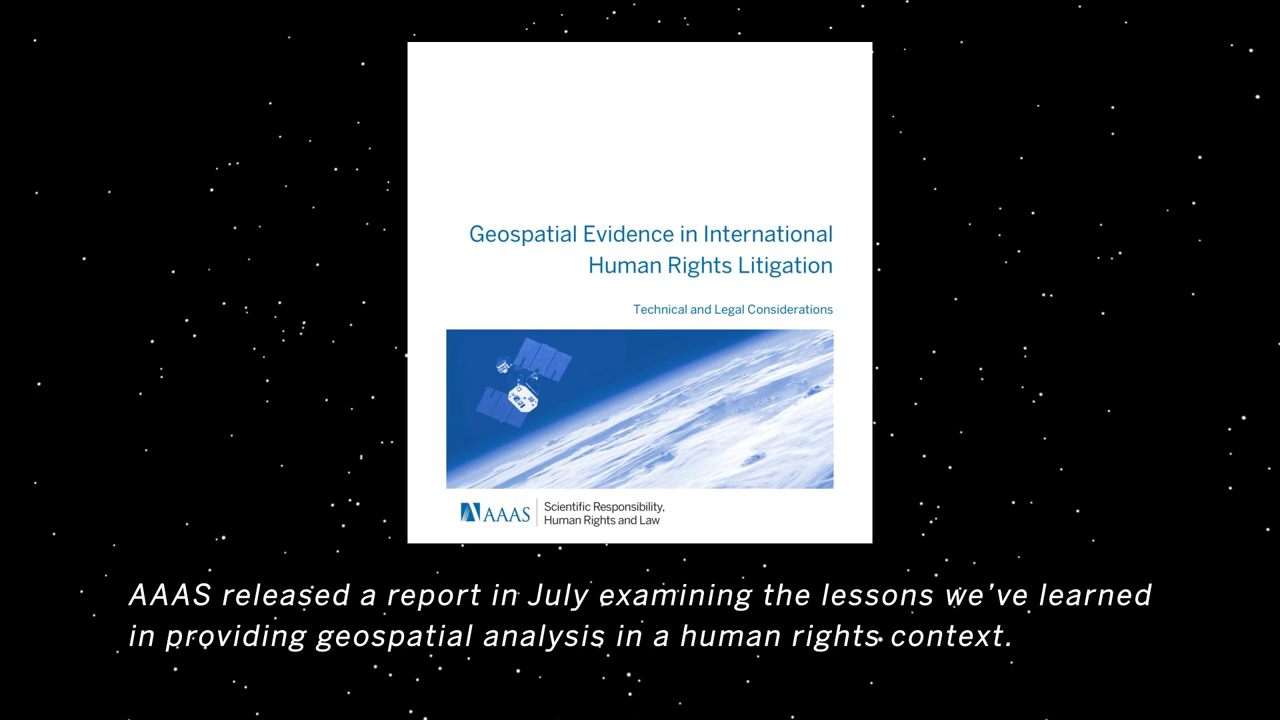 Geospatial Evidence in International
Human Rights Litigation
Technical and Legal Considerations
AAAS
Scientific Responsibility,
Human Rights and Law
AAAS released a report in July examining the lessons we've learned
in providing geospatial analysis in a human rights context.